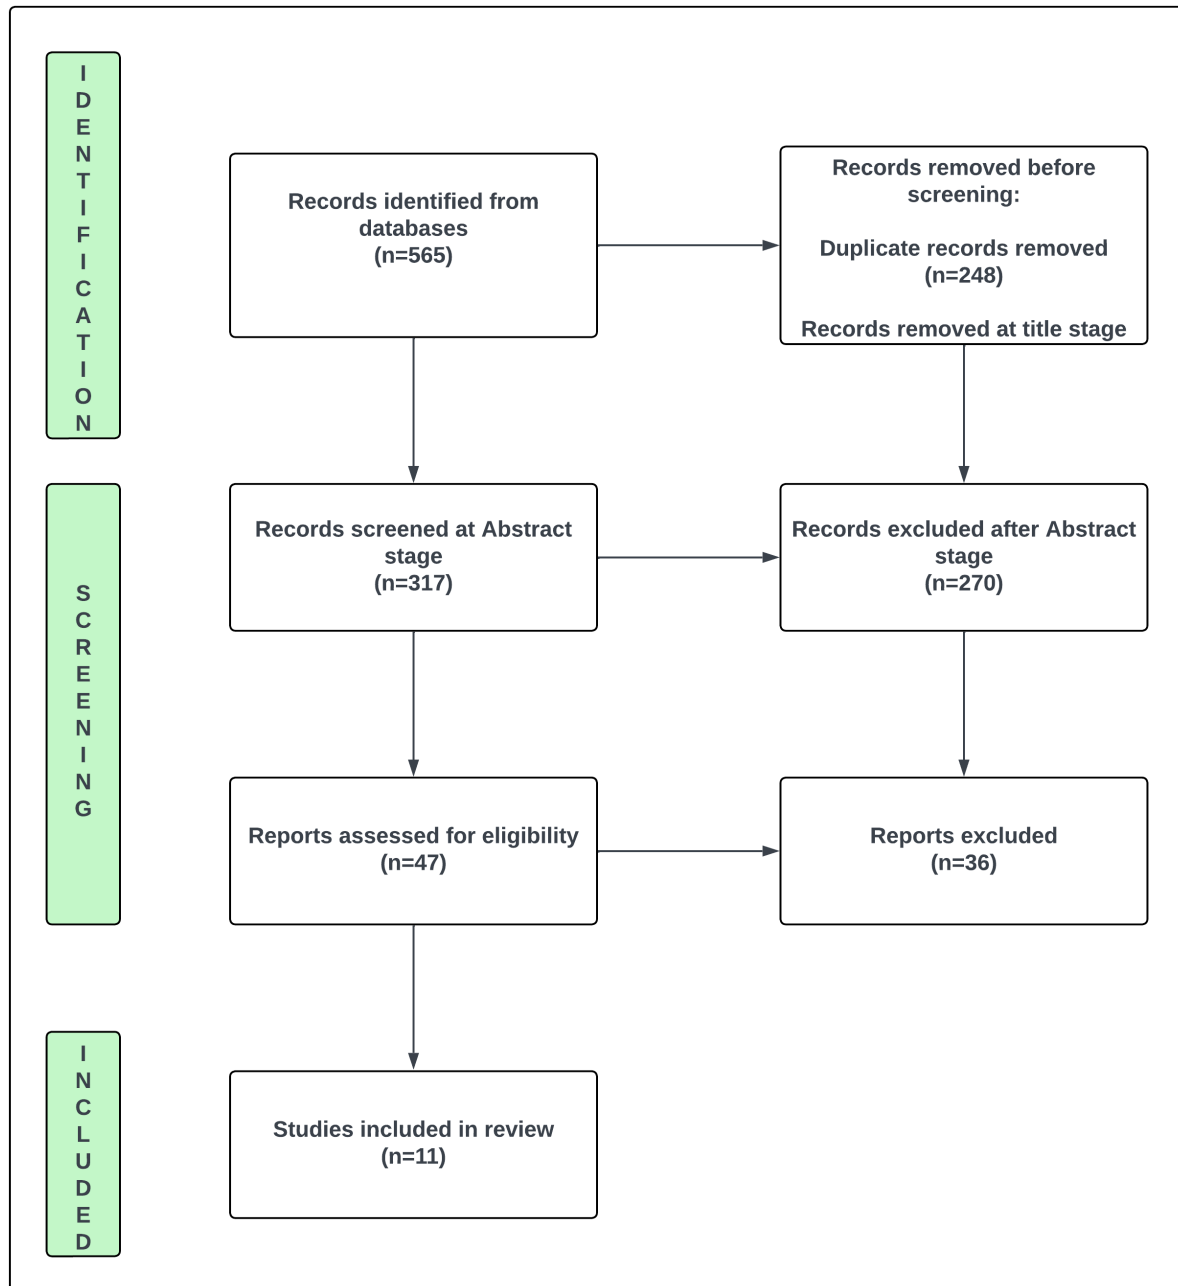 IDENTIFICATION
Records identified from
databases
(n=565)
Records removed before
screening:
Duplicate records removed
(n=248)
Records removed at title stage
SCREENING
Records screened at Abstract
stage
(n=317)
Records excluded after Abstract
stage
(n=270)
Reports assessed for eligibility
(n=47)
Reports excluded
(n=36)
INCLUDED
Studies included in review
(n=11)